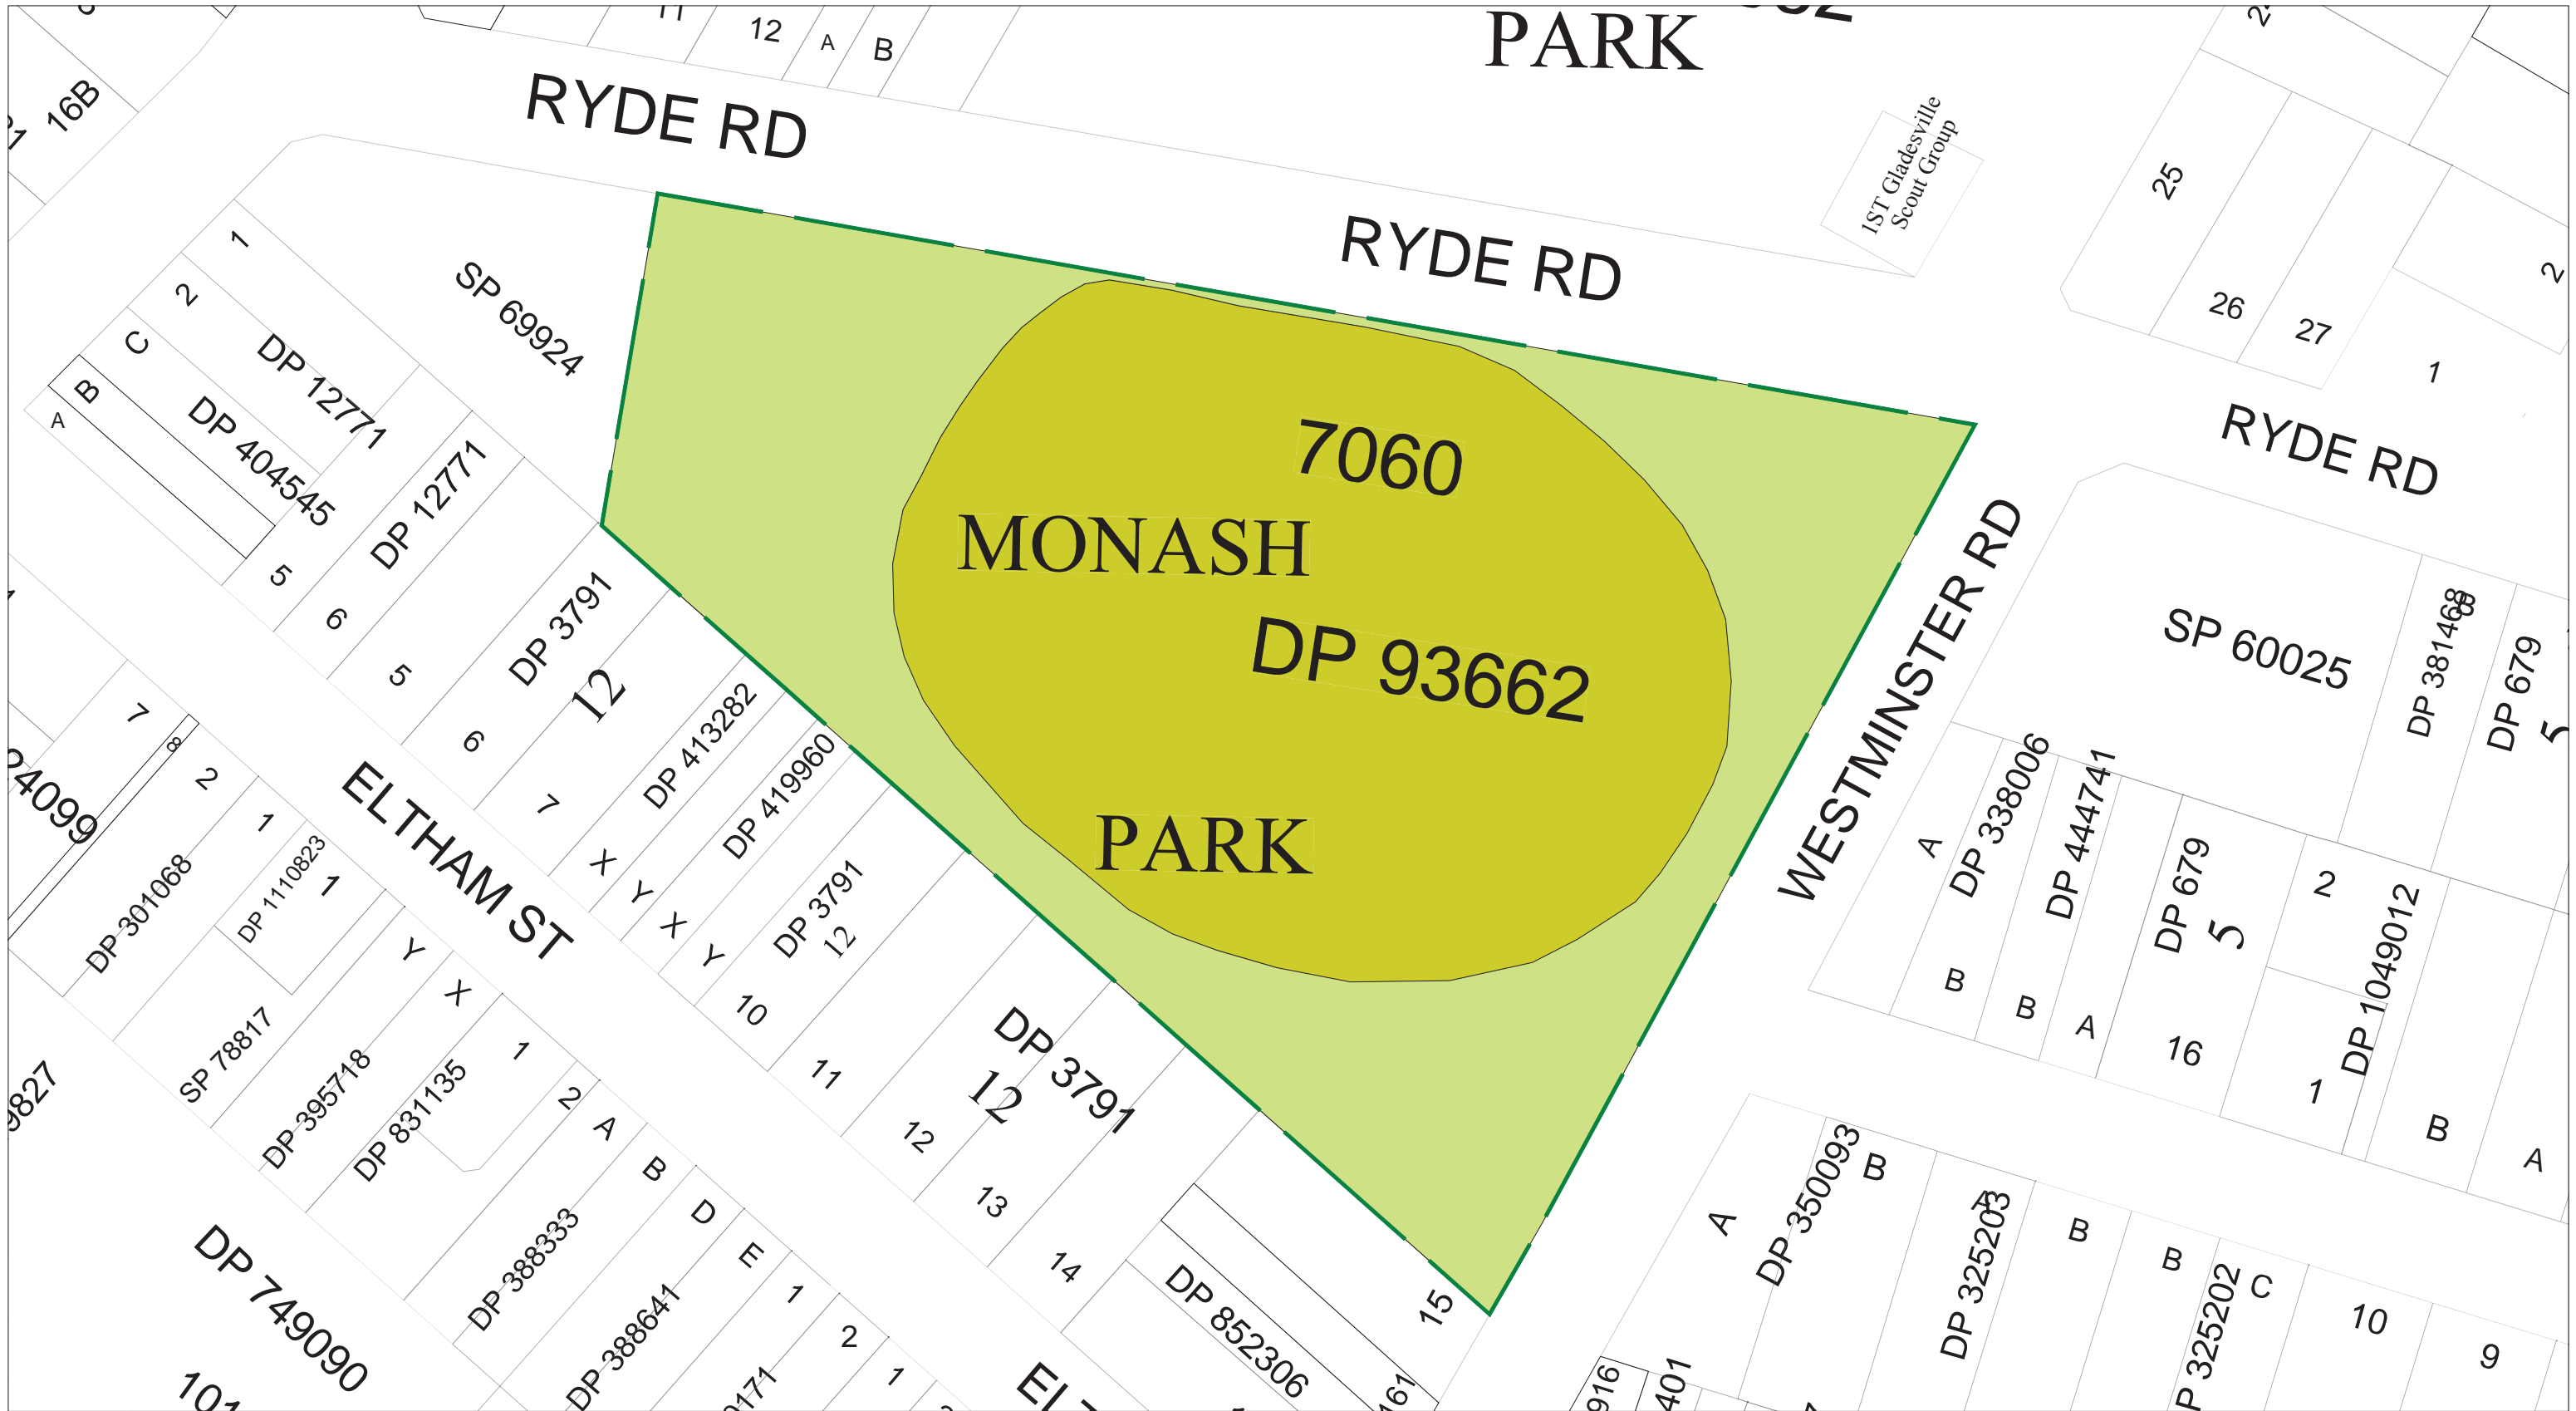 11
12
A
B
PARK
16B
RYDE RD
1ST Gladesville
Scout Group
25
26
27
2
1
RYDE RD
RYDE RD
1
2
C
B
A
SP 69924
DP 12771
DP 404545
DP 12771
5
6
5
6
7
DP 3791
12
7060
MONASH
DP 93662
PARK
WESTMINSTER RD
SP 60025
DP 381468
B
DP 679
5
DP 413282
DP 419960
X
Y
X
Y
DP 3791
12
10
11
12
13
14
DP 3791
12
15
DP 852306
ELTHAM ST
7
8
2
1
24099
DP 301068
DP 1110823
1
SP 78817
Y
X
DP 395718
DP 831135
1
2
A
B
D
E
1
2
1
DP 388333
DP 388641
DP 749090
A
DP 338006
B
DP 444741
B
A
DP 679
5
16
2
1
DP 1049012
B
A
A
DP 350093
B
A
DP 325203
B
B
DP 325202
C
10
9